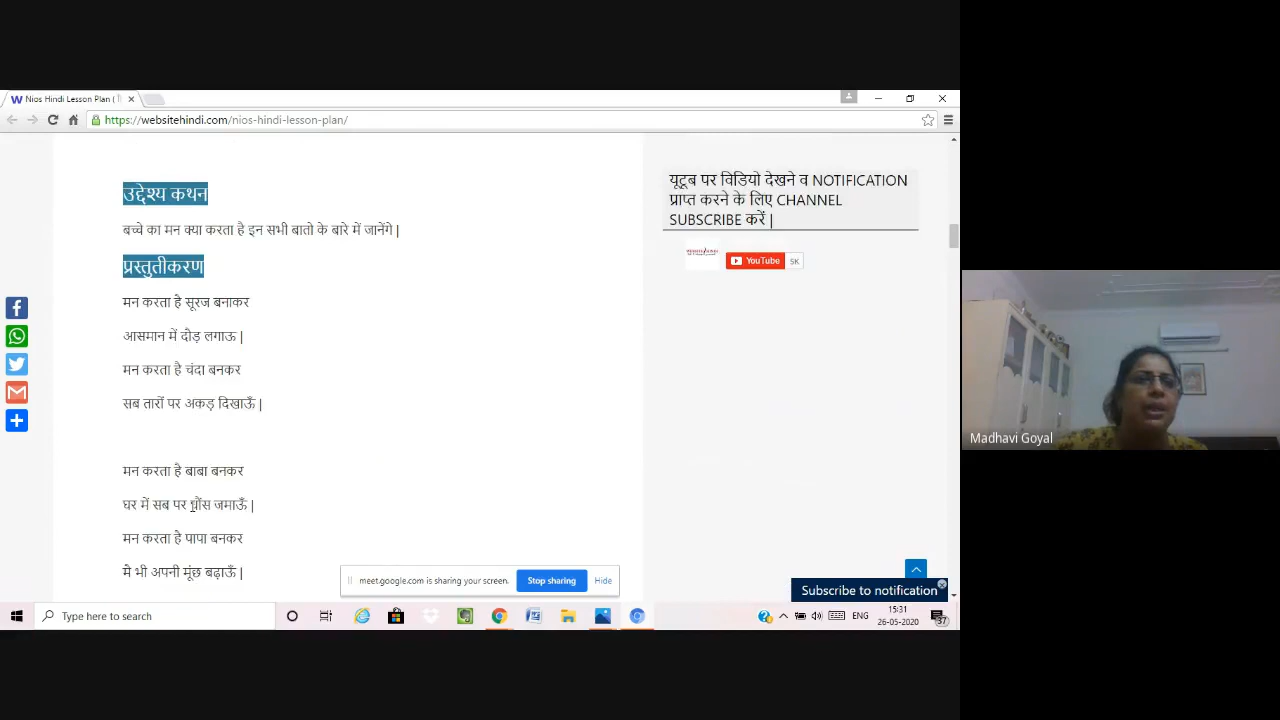 Nios Hindi Lesson Plan (
https://websitehindi.com/nios-hindi-lesson-plan/
उद्देश्य कथन
बच्चे का मन क्या करता है इन सभी बातो के बारे में जानेंगे |
प्रस्तुतीकरण
मन करता है सूरज बनाकर
आसमान में दौड़ लगाऊ |
मन करता है चंदा बनकर
सब तारों पर अकड़ दिखाऊँ |
मन करता है बाबा बनकर
घर में सब पर धौंस जमाऊँ |
मन करता है पापा बनकर
मै भी अपनी मूंछ बढ़ाऊँ |
यूटूब पर विडियो देखने व NOTIFICATION
प्राप्त करने के लिए CHANNEL
SUBSCRIBE करें |
YouTube 5K
meet.google.com is sharing your screen. Stop sharing Hide
Subscribe to notification
Type here to search
ENG
15:31
26-05-2020
37
Madhavi Goyal